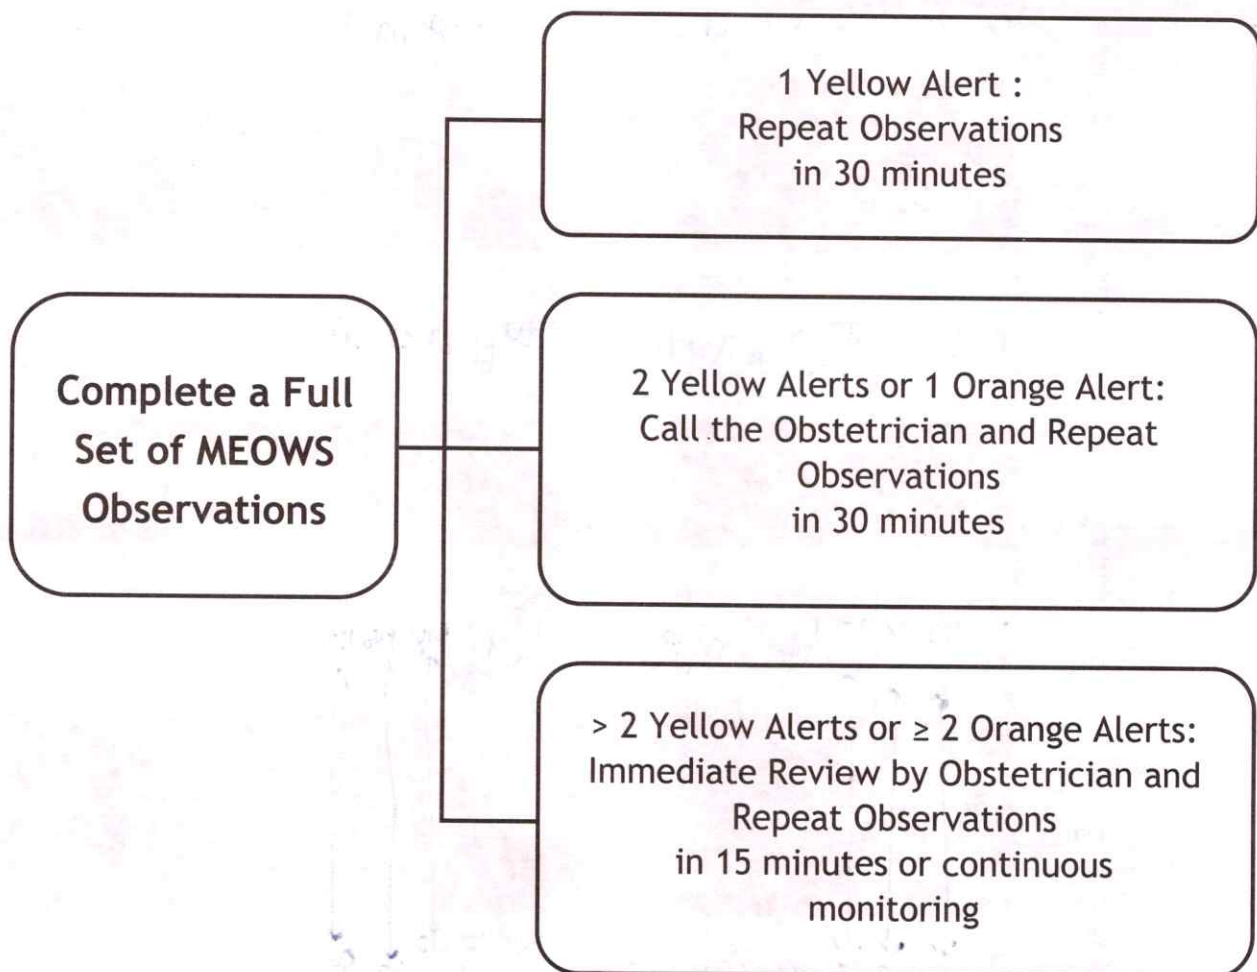 1 Yellow Alert :
Repeat Observations
in 30 minutes
Complete a Full
Set of MEOWS
Observations
2 Yellow Alerts or 1 Orange Alert:
Call the Obstetrician and Repeat
Observations
in 30 minutes
> 2 Yellow Alerts or ≥ 2 Orange Alerts:
Immediate Review by Obstetrician and
Repeat Observations
in 15 minutes or continuous
monitoring